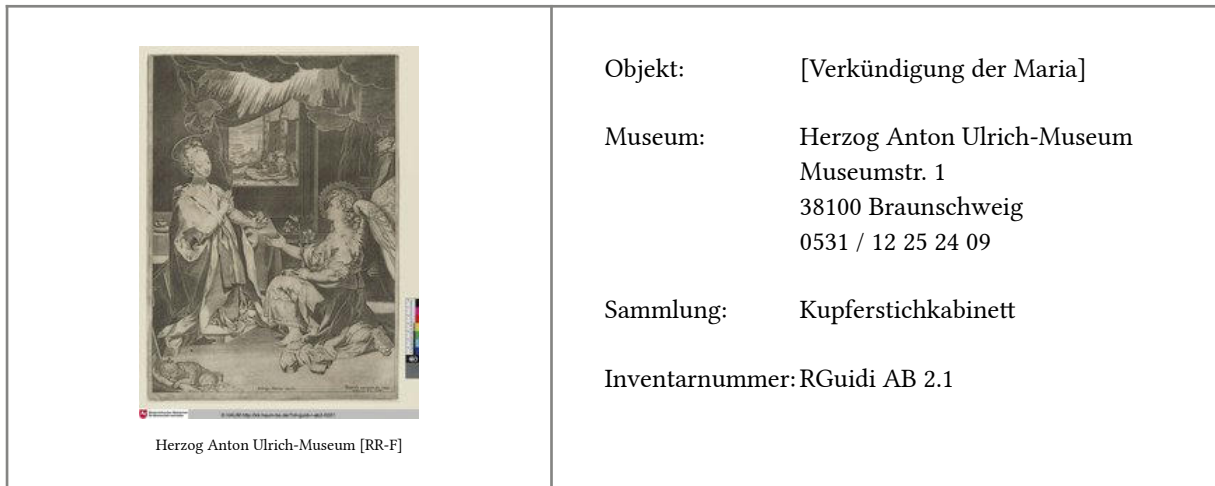 Objekt: [Verkündigung der Maria]
Museum: Herzog Anton Ulrich-Museum
Museumstr. 1
38100 Braunschweig
0531 / 12 25 24 09
Sammlung: Kupferstichkabinett
Inventarnummer: RGuidi AB 2.1
Herzog Anton Ulrich-Museum [RR-F]